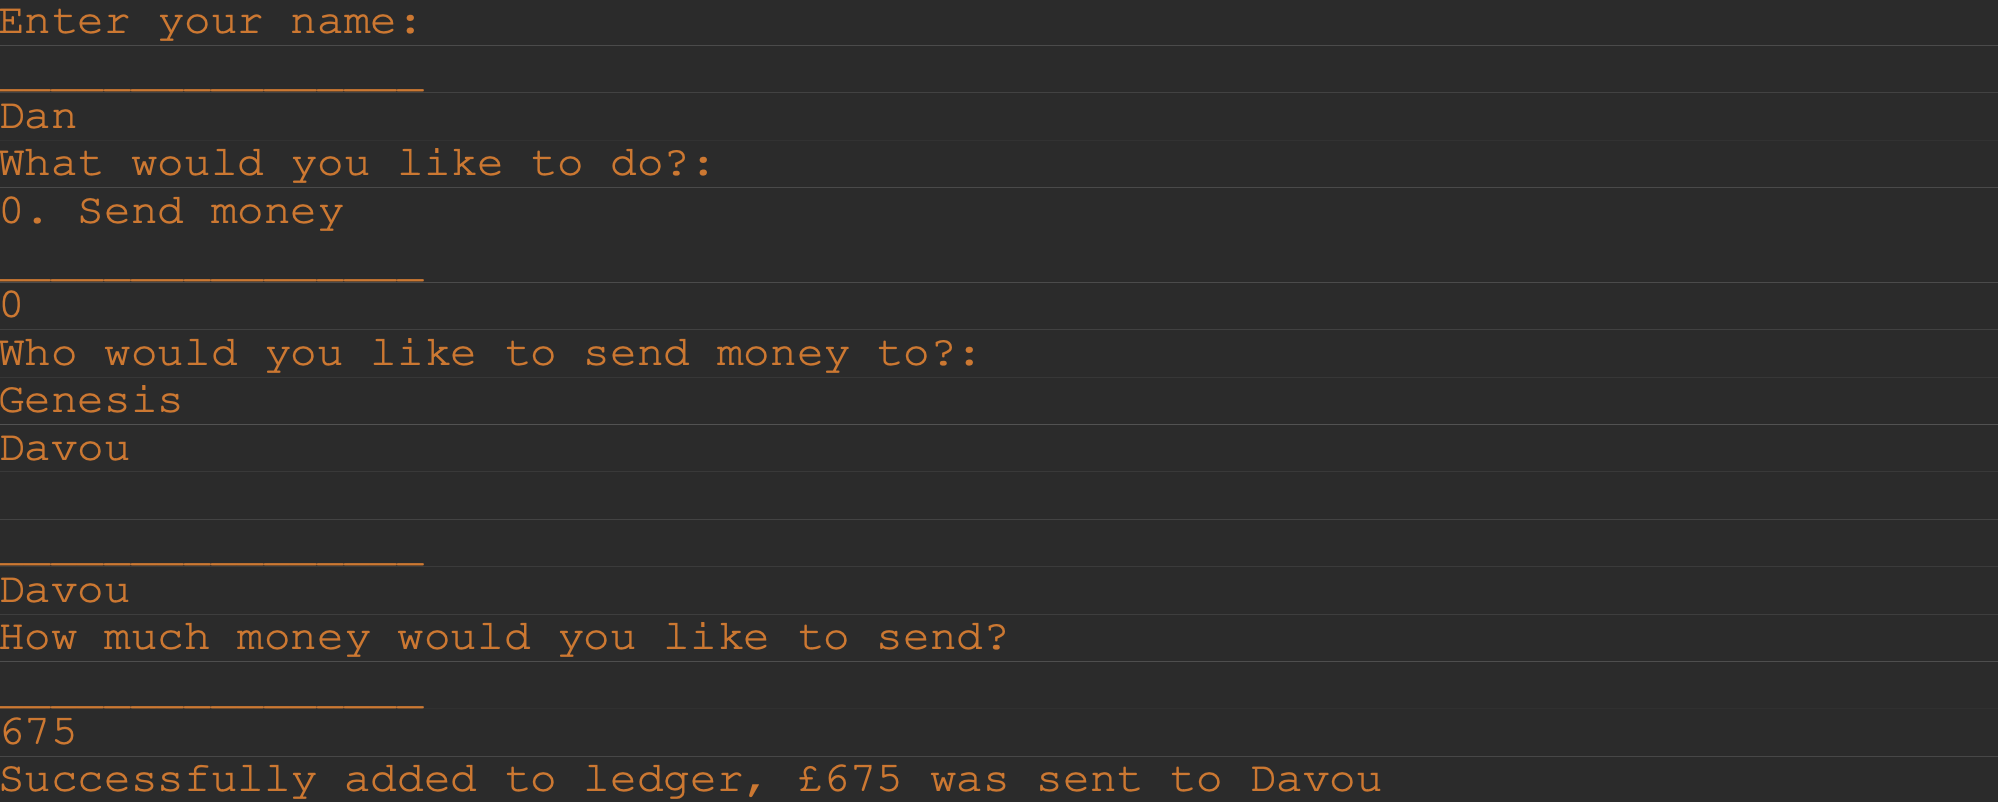 Enter your name:
________________
Dan
What would you like to do?:
0. Send money
________________
0
Who would you like to send money to?:
Genesis
Davou
________________
Davou
How much money would you like to send?
________________
675
Successfully added to ledger, £675 was sent to Davou